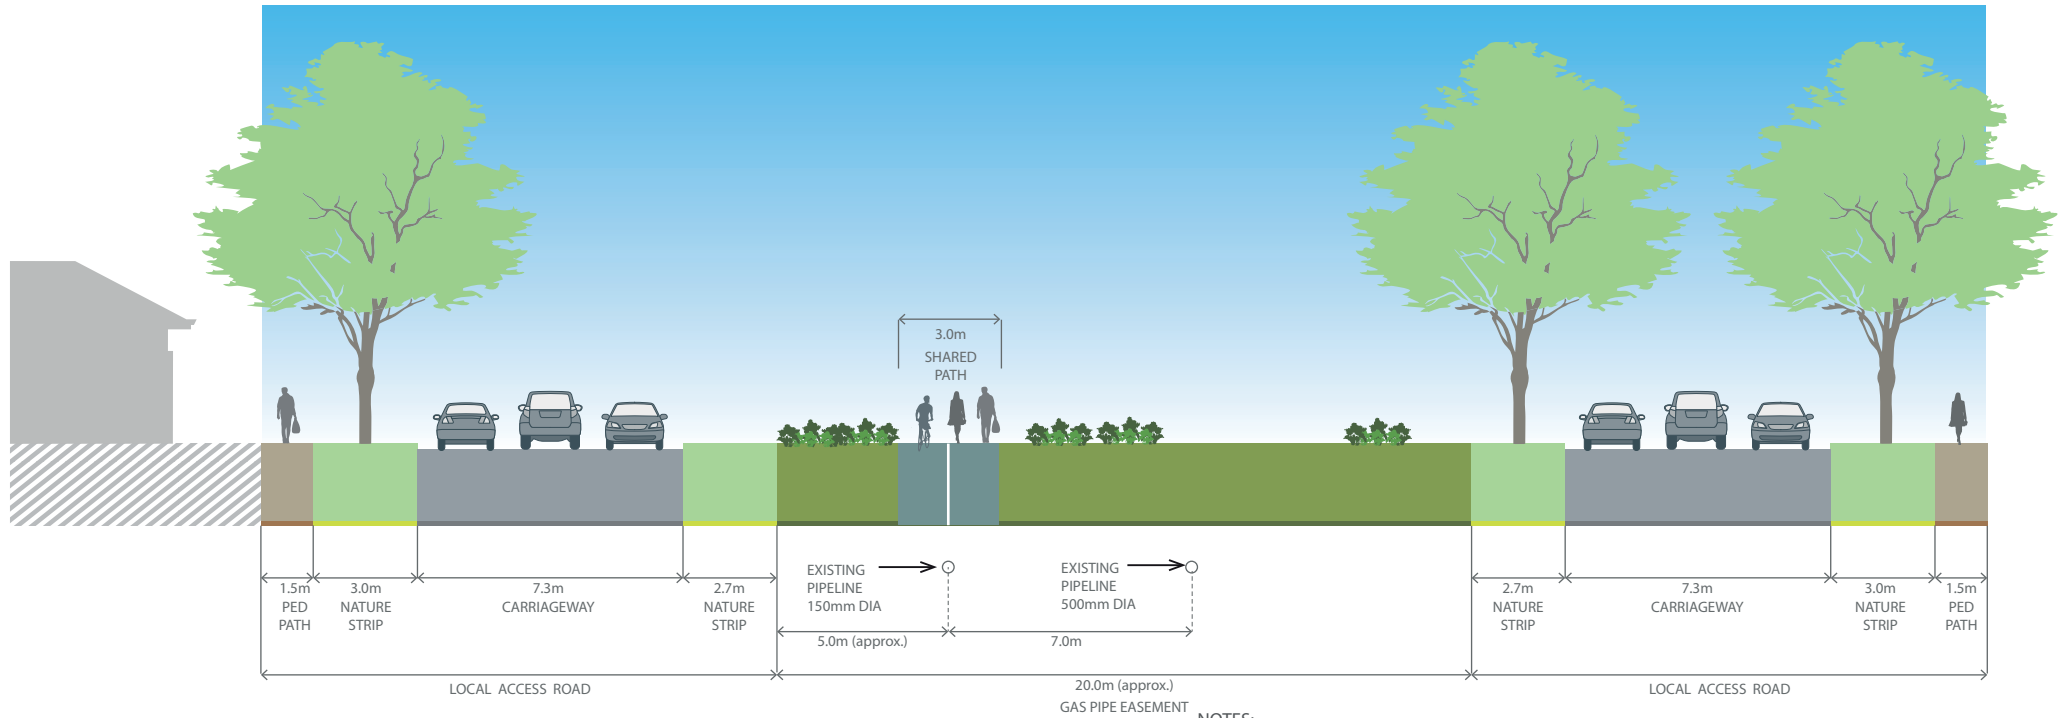 3.0m
SHARED
PATH
1.5m
PED
PATH
3.0m
NATURE
STRIP
7.3m
CARRIAGEWAY
2.7m
NATURE
STRIP
EXISTING
PIPELINE
150mm DIA
EXISTING
PIPELINE
500mm DIA
5.0m (approx.)
7.0m
2.7m
NATURE
STRIP
7.3m
CARRIAGEWAY
3.0m
NATURE
STRIP
1.5m
PED
PATH
LOCAL ACCESS ROAD
20.0m (approx.)
GAS PIPE EASEMENT
LOCAL ACCESS ROAD
NOTES: